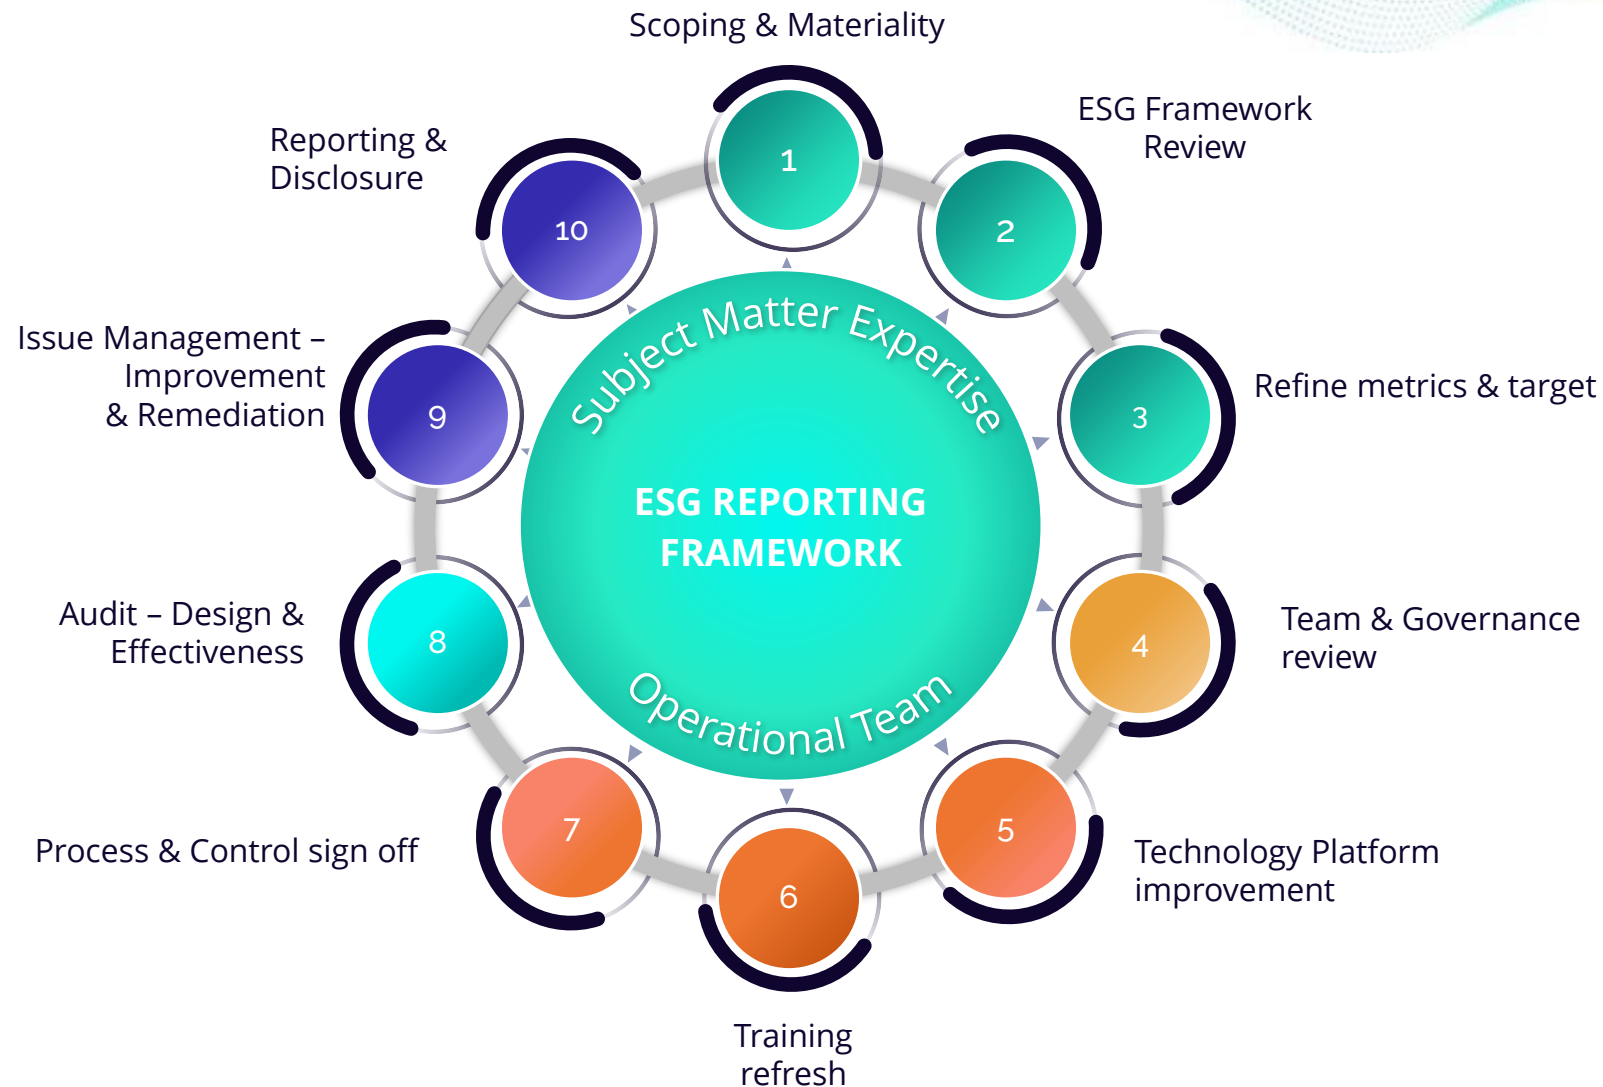 Scoping & Materiality
1
ESG Framework
Review
2
Refine metrics & target
3
Team & Governance
review
4
Technology Platform
improvement
5
Training
refresh
6
Process & Control sign off
7
Audit – Design &
Effectiveness
8
Issue Management –
Improvement
& Remediation
9
Reporting &
Disclosure
10
Subject Matter Expertise
ESG REPORTING
FRAMEWORK
Operational Team